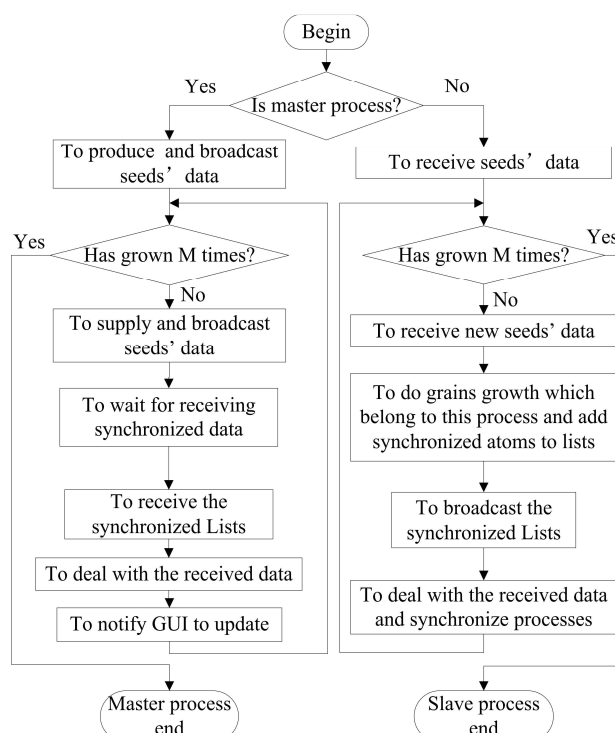 Begin
Yes
No
Is master process?
To produce and broadcast
seeds’ data
To receive seeds’ data
Yes
Has grown M times?
No
To supply and broadcast
seeds’ data
To wait for receiving
synchronized data
To receive the
synchronized Lists
To deal with the received data
To notify GUI to update
Master process
end
Has grown M times?
Yes
No
To receive new seeds’ data
To do grains growth which
belong to this process and add
synchronized atoms to lists
To broadcast the
synchronized Lists
To deal with the received data
and synchronize processes
Slave process
end